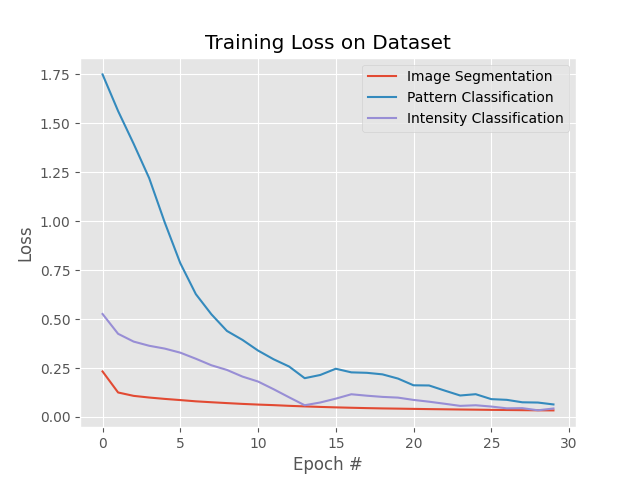 Training Loss on Dataset
Image Segmentation
Pattern Classification
Intensity Classification
1.75
1.50
1.25
1.00
0.75
0.50
0.25
0.00
Loss
0 5 10 15 20 25 30
Epoch #